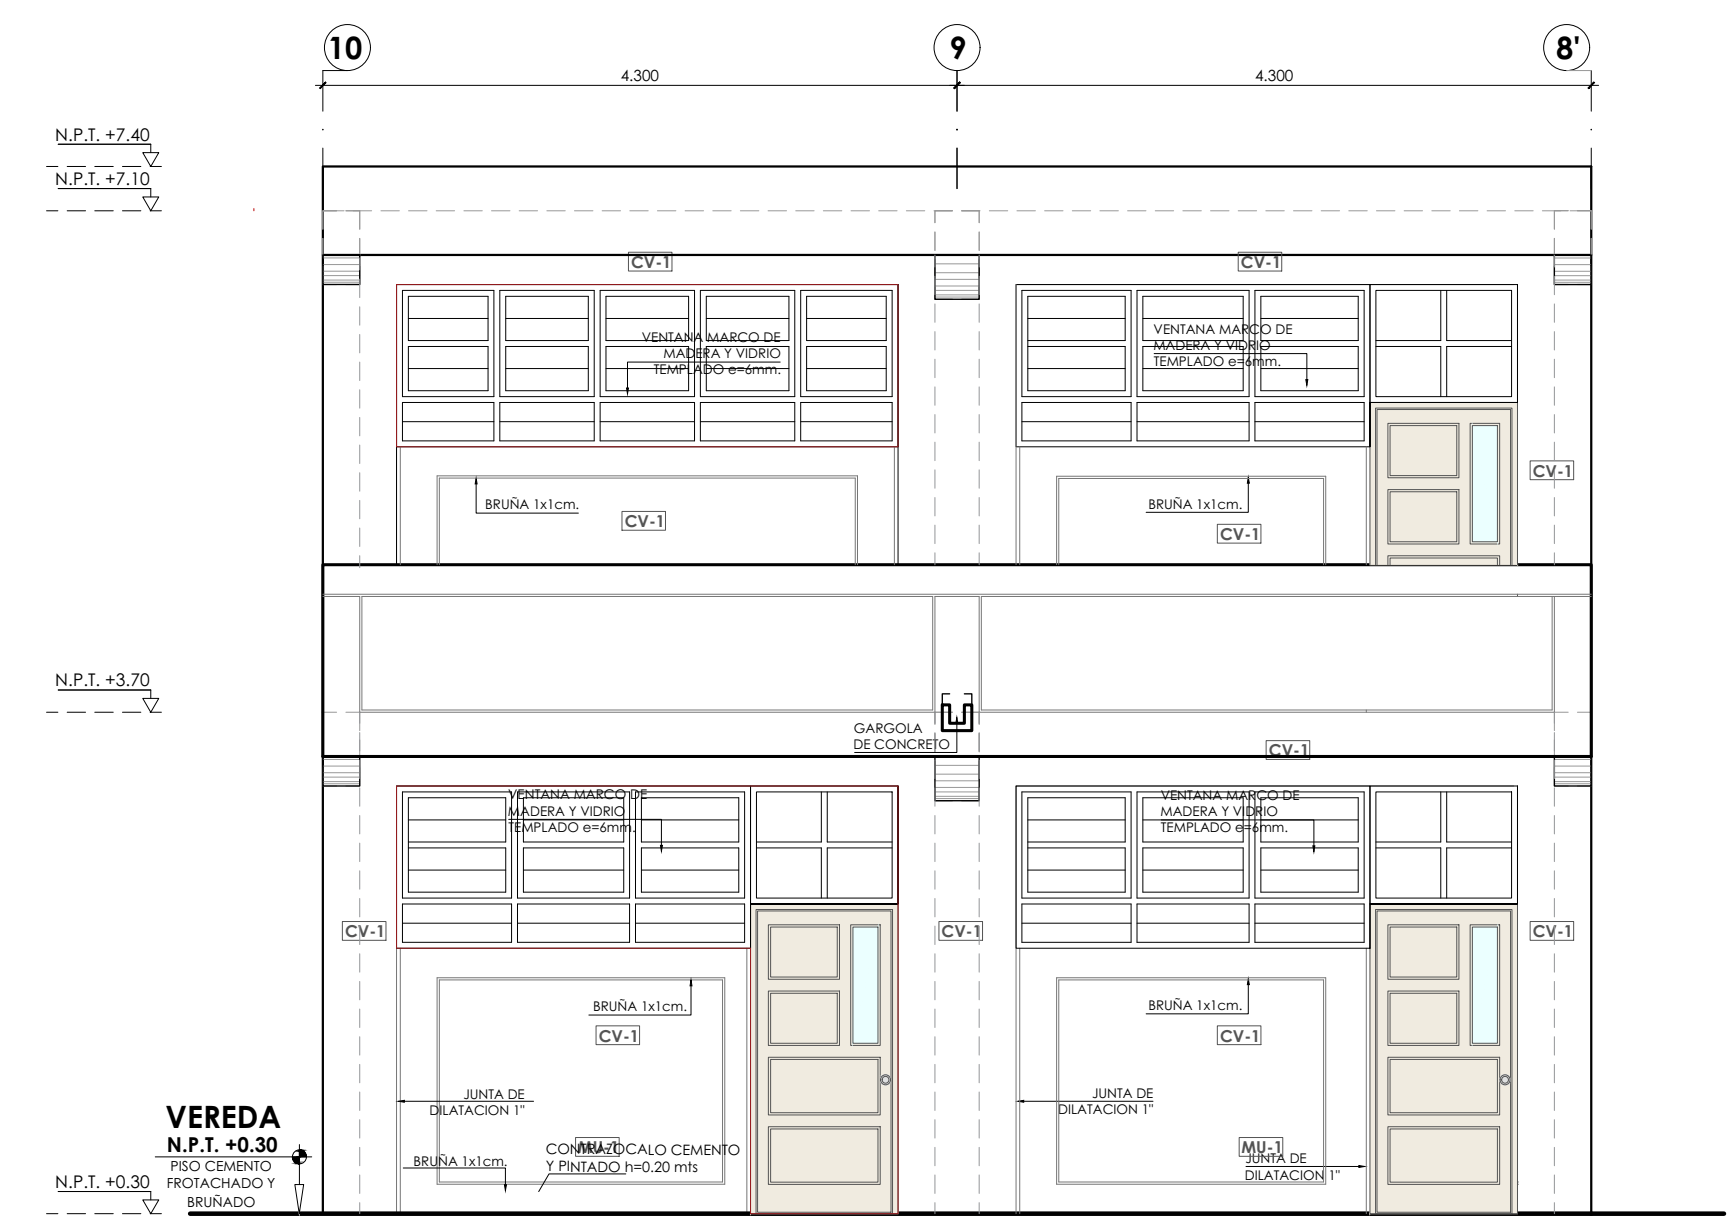 10
9
8'
4.300
4.300
N.P.T. +7.40
N.P.T. +7.10
CV-1
CV-1
VENTANA MARCO DE
MADERA Y VIDRIO
TEMPLADO e=6mm.
VENTANA MARCO DE
MADERA Y VIDRIO
TEMPLADO e=6mm.
CV-1
BRUÑA 1x1cm.
CV-1
BRUÑA 1x1cm.
CV-1
N.P.T. +3.70
GARGOLA
DE CONCRETO
CV-1
VENTANA MARCO DE
MADERA Y VIDRIO
TEMPLADO e=6mm.
VENTANA MARCO DE
MADERA Y VIDRIO
TEMPLADO e=6mm.
CV-1
CV-1
CV-1
BRUÑA 1x1cm.
CV-1
BRUÑA 1x1cm.
CV-1
JUNTA DE
DILATACION 1"
JUNTA DE
DILATACION 1"
VEREDA
N.P.T. +0.30
PISO CEMENTO
FROTACHADO Y
BRUÑADO
N.P.T. +0.30
MU-1
BRUÑA 1x1cm.
CONTRAZOCALO CEMENTO
Y PINTADO h=0.20 mts
MU-1
JUNTA DE
DILATACION 1"